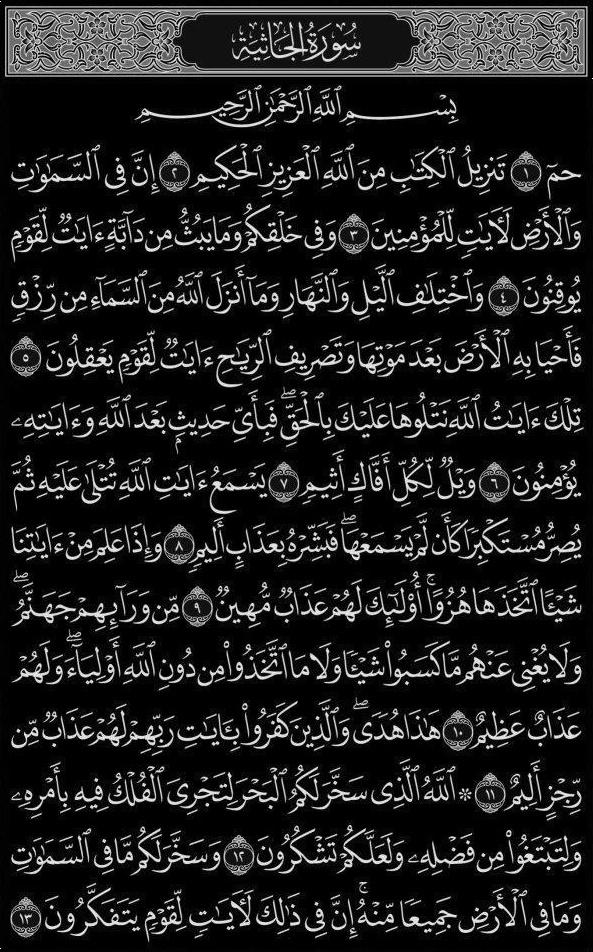 سُورَةُ الجَاثِيَةِ
بِسْمِ ٱللَّهِ ٱلرَّحْمَٰنِ ٱلرَّحِيمِ
حمٓ ١ تَنزِيلُ ٱلْكِتَٰبِ مِنَ ٱللَّهِ ٱلْعَزِيزِ ٱلْحَكِيمِ ٢ إِنَّ فِى ٱلسَّمَٰوَٰتِ
وَٱلْأَرْضِ لَءَايَٰتٍ لِّلْمُؤْمِنِينَ ٣ وَفِى خَلْقِكُمْ وَمَا يَبُثُّ مِن دَآبَّةٍ ءَايَٰتٌ لِّقَوْمٍ
يُوقِنُونَ ٤ وَٱخْتِلَٰفِ ٱلَّيْلِ وَٱلنَّهَارِ وَمَآ أَنزَلَ ٱللَّهُ مِنَ ٱلسَّمَآءِ مِن رِّزْقٍ
فَأَحْيَا بِهِ ٱلْأَرْضَ بَعْدَ مَوْتِهَا وَتَصْرِيفِ ٱلرِّيَٰحِ ءَايَٰتٌ لِّقَوْمٍ يَعْقِلُونَ ٥
تِلْكَ ءَايَٰتُ ٱللَّهِ نَتْلُوهَا عَلَيْكَ بِٱلْحَقِّ ۖ فَبِأَىِّ حَدِيثٍۭ بَعْدَ ٱللَّهِ وَءَايَٰتِهِۦ
يُؤْمِنُونَ ٦ وَيْلٌ لِّكُلِّ أَفَّاكٍ أَثِيمٍ ٧ يَسْمَعُ ءَايَٰتِ ٱللَّهِ تُتْلَىٰ عَلَيْهِ ثُمَّ
يُصِرُّ مُسْتَكْبِرًا كَأَن لَّمْ يَسْمَعْهَا ۖ فَبَشِّرْهُ بِعَذَابٍ أَلِيمٍ ٨ وَإِذَا عَلِمَ مِنْ ءَايَٰتِنَا
شَيْـًٔا ٱتَّخَذَهَا هُزُوًا ۚ أُو۟لَٰٓئِكَ لَهُمْ عَذَابٌ مُّهِينٌ ٩ مِّن وَرَآئِهِمْ جَهَنَّمُ ۖ
وَلَا يُغْنِى عَنْهُم مَّا كَسَبُوا۟ شَيْـًٔا وَلَا مَا ٱتَّخَذُوا۟ مِن دُونِ ٱللَّهِ أَوْلِيَآءَ ۖ وَلَهُمْ
عَذَابٌ عَظِيمٌ ١٠ هَٰذَا هُدًى ۖ وَٱلَّذِينَ كَفَرُوا۟ بِـَٔايَٰتِ رَبِّهِمْ لَهُمْ عَذَابٌ مِّن
رِّجْزٍ أَلِيمٌ ١١ ۞ ٱللَّهُ ٱلَّذِى سَخَّرَ لَكُمُ ٱلْبَحْرَ لِتَجْرِىَ ٱلْفُلْكُ فِيهِ بِأَمْرِهِۦ
وَلِتَبْتَغُوا۟ مِن فَضْلِهِۦ وَلَعَلَّكُمْ تَشْكُرُونَ ١٢ وَسَخَّرَ لَكُم مَّا فِى ٱلسَّمَٰوَٰتِ
وَمَا فِى ٱلْأَرْضِ جَمِيعًا مِّنْهُ ۚ إِنَّ فِى ذَٰلِكَ لَءَايَٰتٍ لِّقَوْمٍ يَتَفَكَّرُونَ ١٣